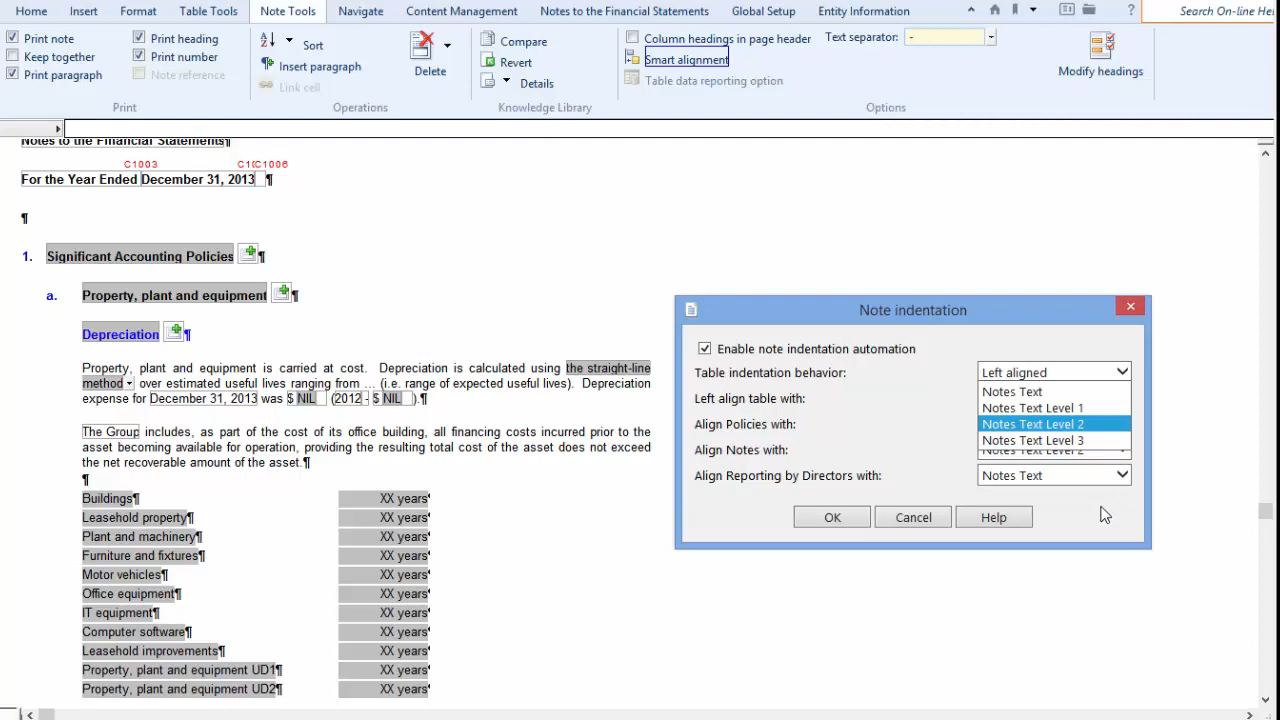 Home Insert Format Table Tools Note Tools Navigate Content Management Notes to the Financial Statements Global Setup Entity Information ? Search On-line Hel
Print note Print heading Sort Delete Compare Column headings in page header Text separator: - Modify headings
Keep together Print number Insert paragraph Revert Smart alignment
Print paragraph Note reference Link cell Details Table data reporting option
Print Operations Knowledge Library Options
Notes to the Financial Statements¶
C1003 C1(C1006
For the Year Ended December 31, 2013 ¶
¶
1. Significant Accounting Policies ¶
a. Property, plant and equipment ¶
Depreciation ¶
Property, plant and equipment is carried at cost. Depreciation is calculated using the straight-line
method over estimated useful lives ranging from ... (i.e. range of expected useful lives). Depreciation
expense for December 31, 2013 was $ NIL (2012 - $ NIL ).¶
The Group includes, as part of the cost of its office building, all financing costs incurred prior to the
asset becoming available for operation, providing the resulting total cost of the asset does not exceed
the net recoverable amount of the asset.¶
¶
Buildings¶ XX years
Leasehold property¶ XX years
Plant and machinery¶ XX years
Furniture and fixtures¶ XX years
Motor vehicles¶ XX years
Office equipment¶ XX years
IT equipment¶ XX years
Computer software¶ XX years
Leasehold improvements¶ XX years
Property, plant and equipment UD1¶ XX years
Property, plant and equipment UD2¶ XX years
Note indentation
Enable note indentation automation
Table indentation behavior: Left aligned
Left align table with: Notes Text
Notes Text Level 1
Align Policies with: Notes Text Level 2
Notes Text Level 3
Align Notes with: Notes Text Level 2
Align Reporting by Directors with: Notes Text
OK Cancel Help